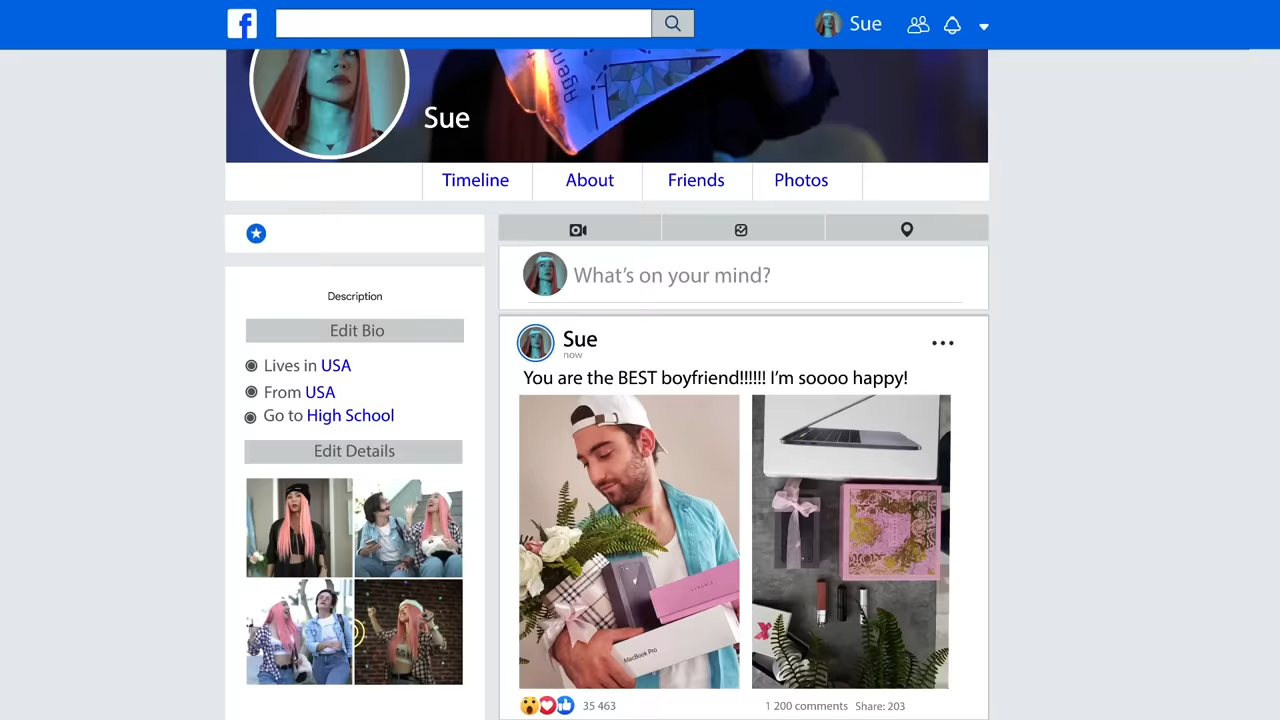 f
Sue
Agen
Sue
Timeline
About
Friends
Photos
Description
Edit Bio
Lives in USA
From USA
Go to High School
Edit Details
What's on your mind?
Sue
now
You are the BEST boyfriend!!!!!! I'm soooo happy!
MacBook Pro
35 463
1 200 comments
Share: 203